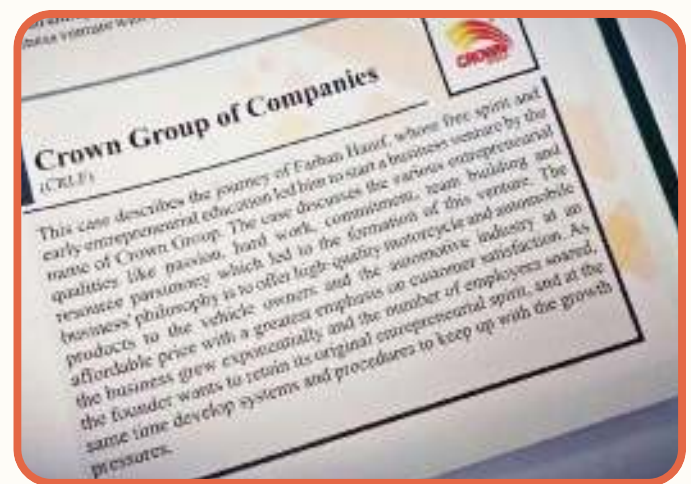 CROWN
Crown Group of Companies
This case describes the journey of Farhan Hanif, whose free spirit and
early entrepreneurial education led him to start a business venture by the
name of Crown Group. The case discusses the various entrepreneurial
qualities like passion, hard work, commitment, team building and
resource parsimony which led to the formation of this venture. The
business' philosophy is to offer high-quality motorcycle and automobile
products to the vehicle owners and the automotive industry at an
affordable price with a greatest emphasis on customer satisfaction. As
the business grew exponentially and the number of employees soared,
the founder wants to retain its original entrepreneurial spirit, and at the
same time develop systems and procedures to keep up with the growth
pressures.